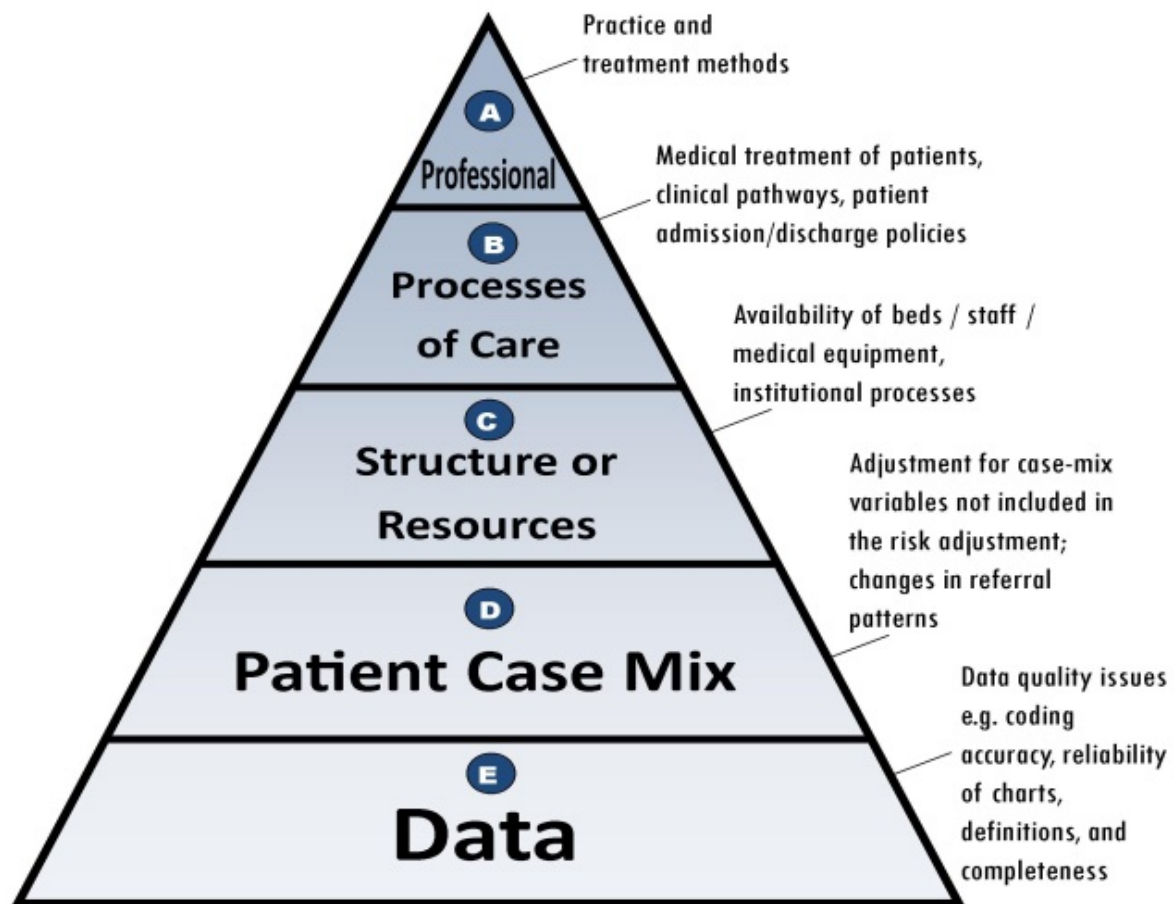 Practice and
treatment methods
A
Professional
Medical treatment of patients,
clinical pathways, patient
admission/discharge policies
B
Processes
of Care
Availability of beds / staff /
medical equipment,
institutional processes
C
Structure or
Resources
Adjustment for case-mix
variables not included in
the risk adjustment;
changes in referral
patterns
D
Patient Case Mix
Data quality issues
e.g. coding
accuracy, reliability
of charts,
definitions, and
completeness
E
Data